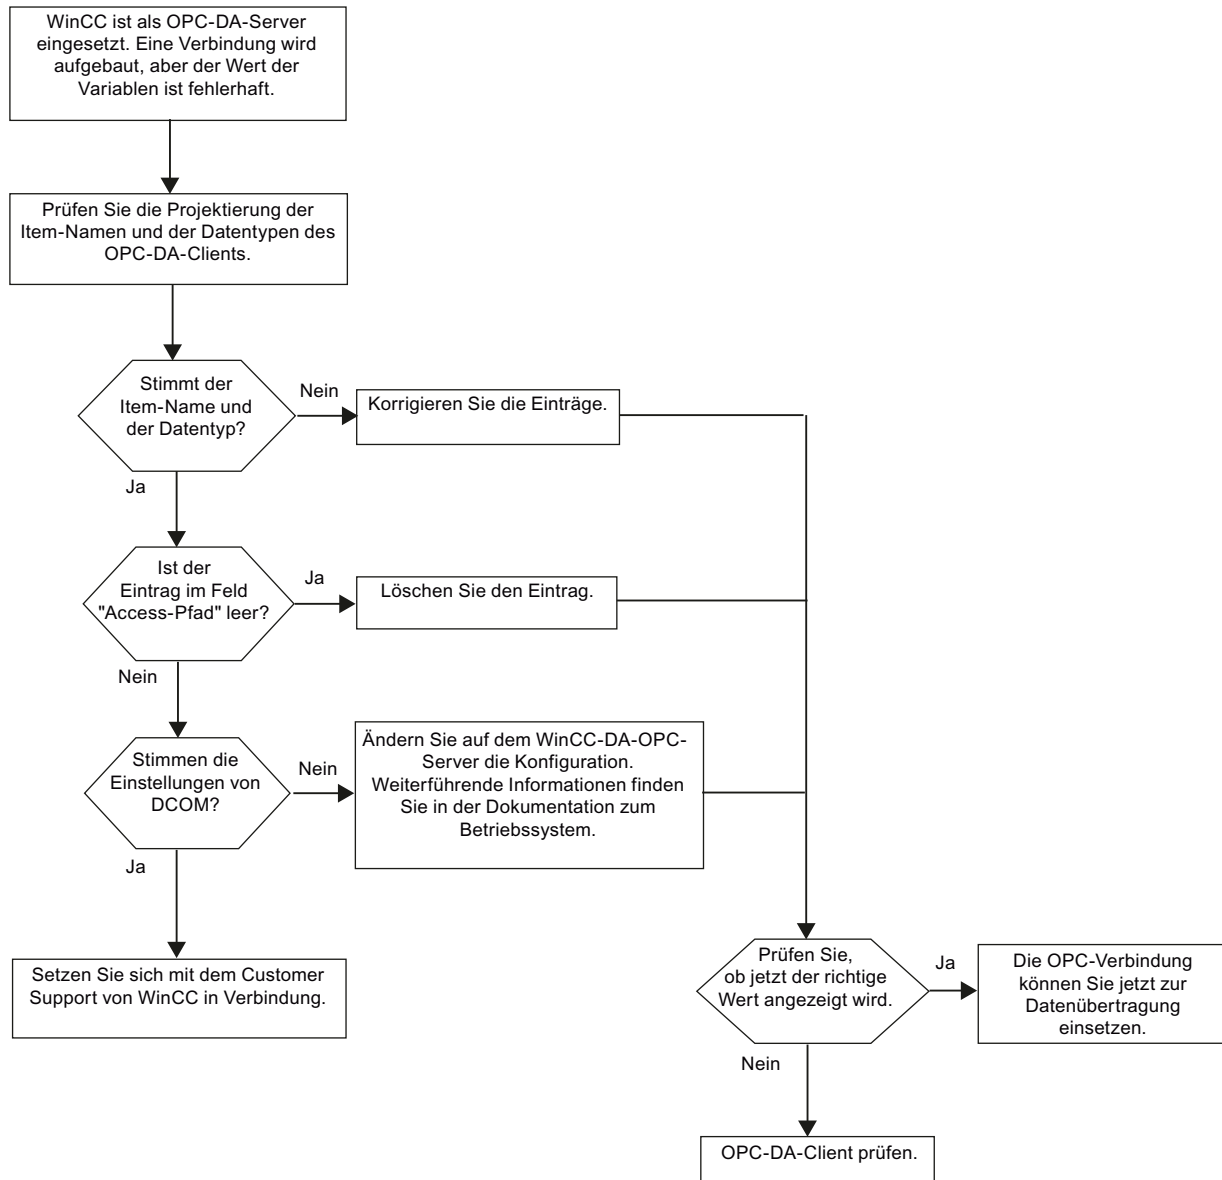 WinCC ist als OPC-DA-Server
eingesetzt. Eine Verbindung wird
aufgebaut, aber der Wert der
Variablen ist fehlerhaft.
Prüfen Sie die Projektierung der
Item-Namen und der Datentypen des
OPC-DA-Clients.
Stimmt der
Item-Name und
der Datentyp?
Nein
Korrigieren Sie die Einträge.
Ja
Ist der
Eintrag im Feld
"Access-Pfad" leer?
Ja
Löschen Sie den Eintrag.
Nein
Stimmen die
Einstellungen von
DCOM?
Nein
Ändern Sie auf dem WinCC-DA-OPC-
Server die Konfiguration.
Weiterführende Informationen finden
Sie in der Dokumentation zum
Betriebssystem.
Ja
Setzen Sie sich mit dem Customer
Support von WinCC in Verbindung.
Prüfen Sie,
ob jetzt der richtige
Wert angezeigt wird.
Ja
Die OPC-Verbindung
können Sie jetzt zur
Datenübertragung
einsetzen.
Nein
OPC-DA-Client prüfen.